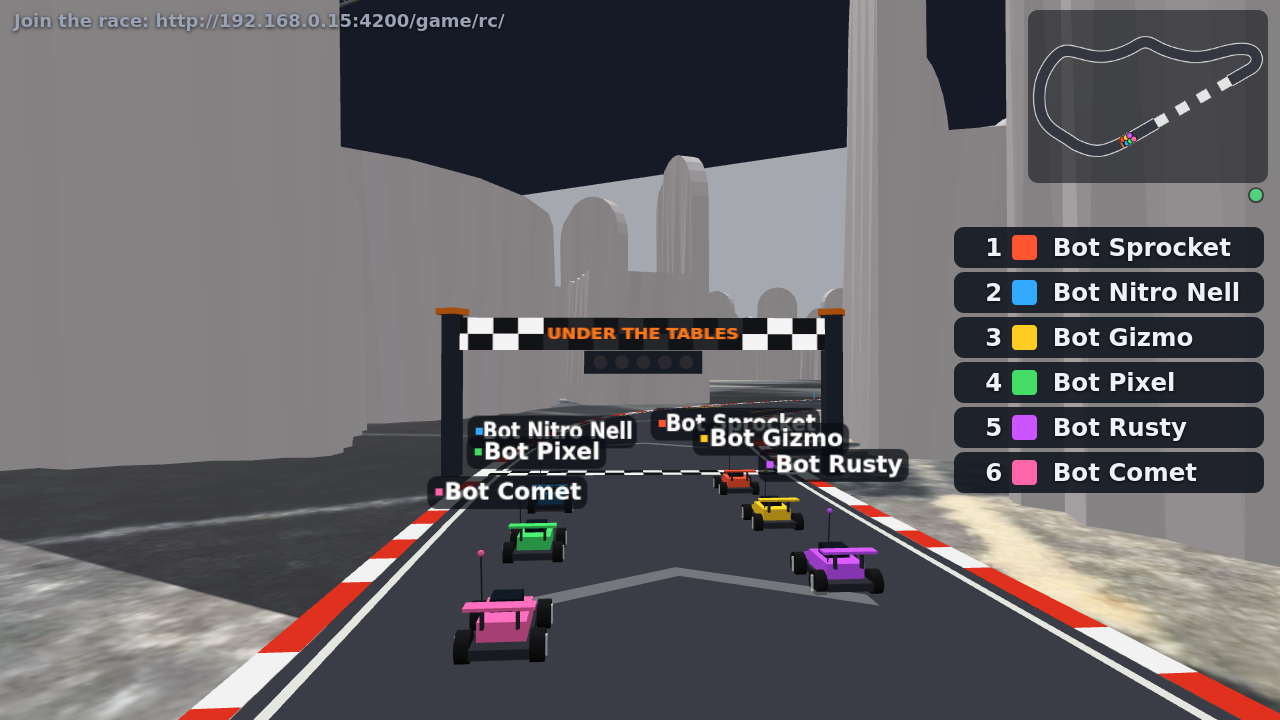 Join the race: http://192.168.0.15:4200/game/rc/
1 Bot Sprocket
2 Bot Nitro Nell
3 Bot Gizmo
4 Bot Pixel
5 Bot Rusty
6 Bot Comet
UNDER THE TABLES
Bot Sprocket
Bot Nitro Nell
Bot Gizmo
Bot Pixel
Bot Rusty
Bot Comet